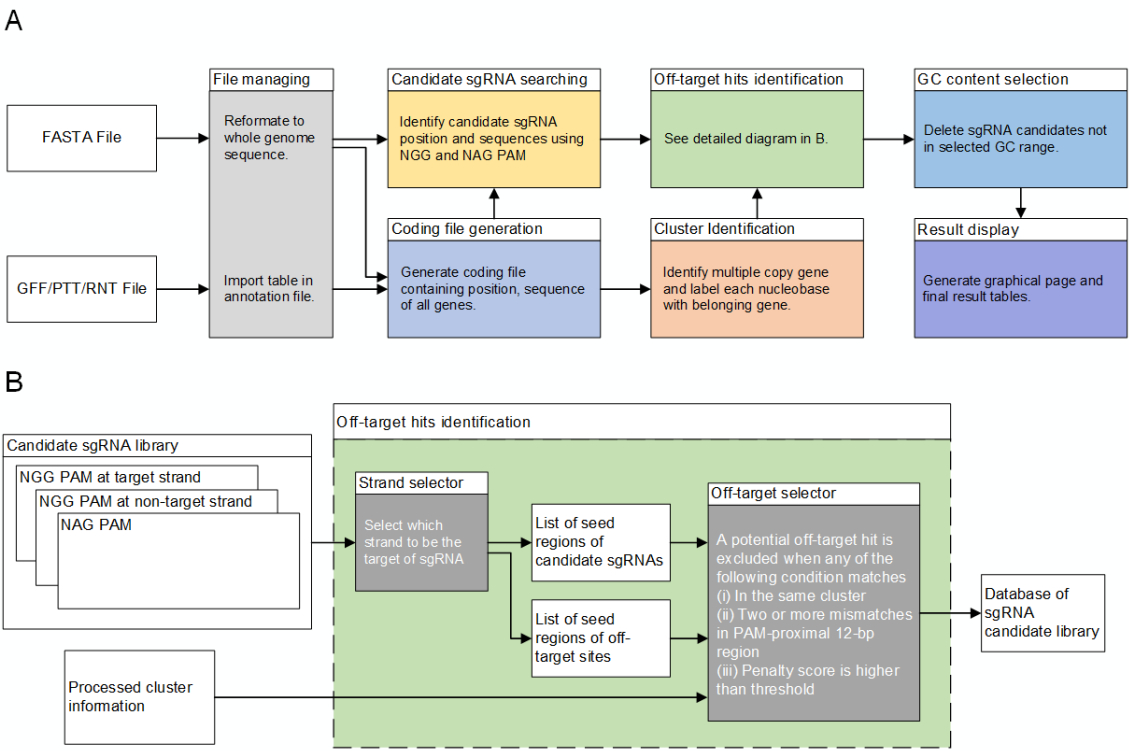 A
FASTA File
GFF/PTT/RNT File
File managing
Reformate to
whole genome
sequence.
Import table in
annotation file.
Candidate sgRNA searching
Identify candidate sgRNA
position and sequences using
NGG and NAG PAM
Coding file generation
Generate coding file
containing position, sequence
of all genes.
Off-target hits identification
See detailed diagram in B.
Cluster Identification
Identify multiple copy gene
and label each nucleobase
with belonging gene.
GC content selection
Delete sgRNA candidates not
in selected GC range.
Result display
Generate graphical page and
final result tables.
B
Candidate sgRNA library
NGG PAM at target strand
NGG PAM at non-target strand
NAG PAM
Processed cluster
information
Off-target hits identification
Strand selector
Select which
strand to be the
target of sgRNA
List of seed
regions of
candidate sgRNAs
List of seed
regions of off-
target sites
Off-target selector
A potential off-target hit is
excluded when any of the
following condition matches
(i) In the same cluster
(ii) Two or more mismatches
in PAM-proximal 12-bp
region
(iii) Penalty score is higher
than threshold
Database of
sgRNA
candidate library